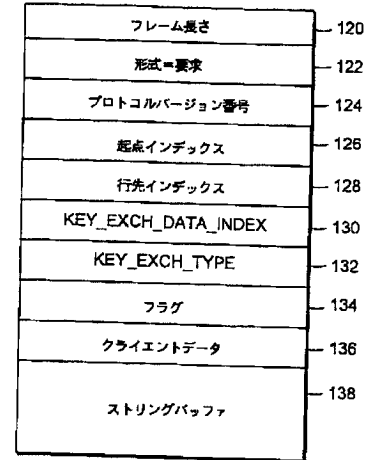 フレーム長さ 120
形式=要求 122
プロトコルバージョン番号 124
起点インデックス 126
行先インデックス 128
KEY_EXCH_DATA_INDEX 130
KEY_EXCH_TYPE 132
フラグ 134
クライエントデータ 136
ストリングバッファ 138